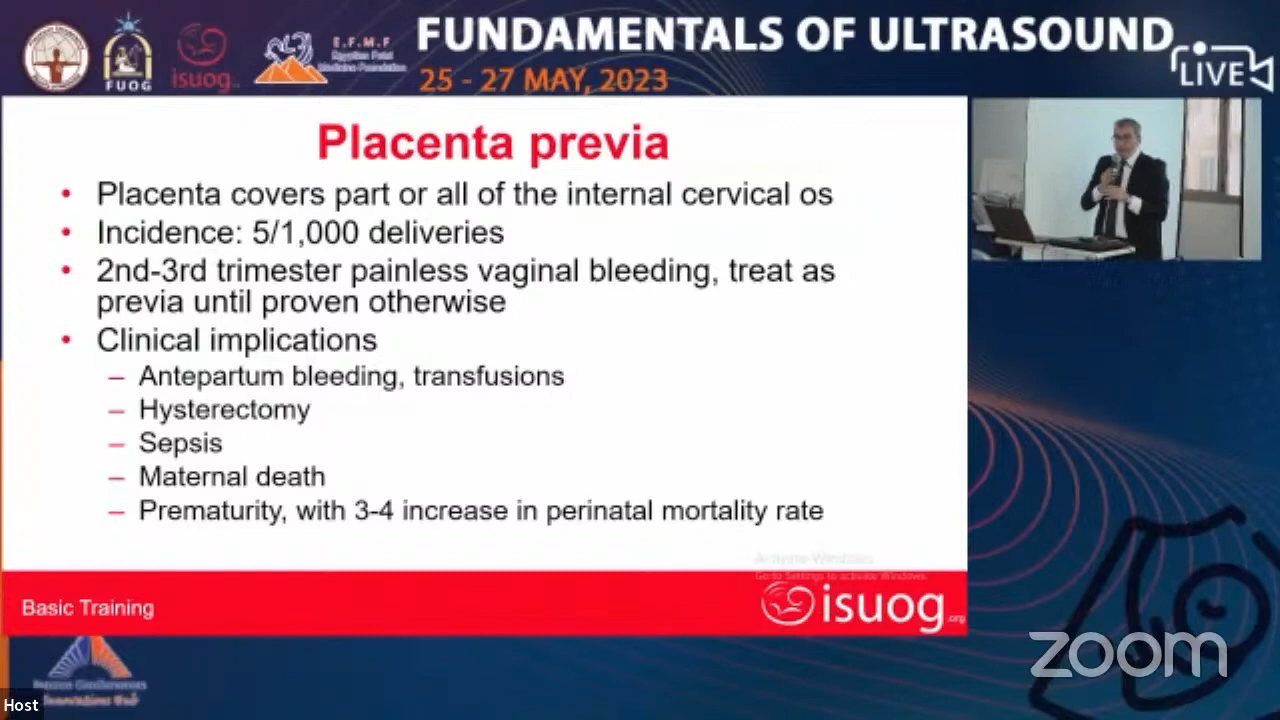 FUNDAMENTALS OF ULTRASOUND
25 - 27 MAY, 2023
LIVE
FUOG
isuog
E.F.M.F
Egyptian Fetal
Medicine Foundation
Placenta previa
• Placenta covers part or all of the internal cervical os
• Incidence: 5/1,000 deliveries
• 2nd-3rd trimester painless vaginal bleeding, treat as
previa until proven otherwise
• Clinical implications
– Antepartum bleeding, transfusions
– Hysterectomy
– Sepsis
– Maternal death
– Prematurity, with 3-4 increase in perinatal mortality rate
Activate Windows
Go to Settings to activate Windows.
Basic Training
isuog.org
zoom
Host